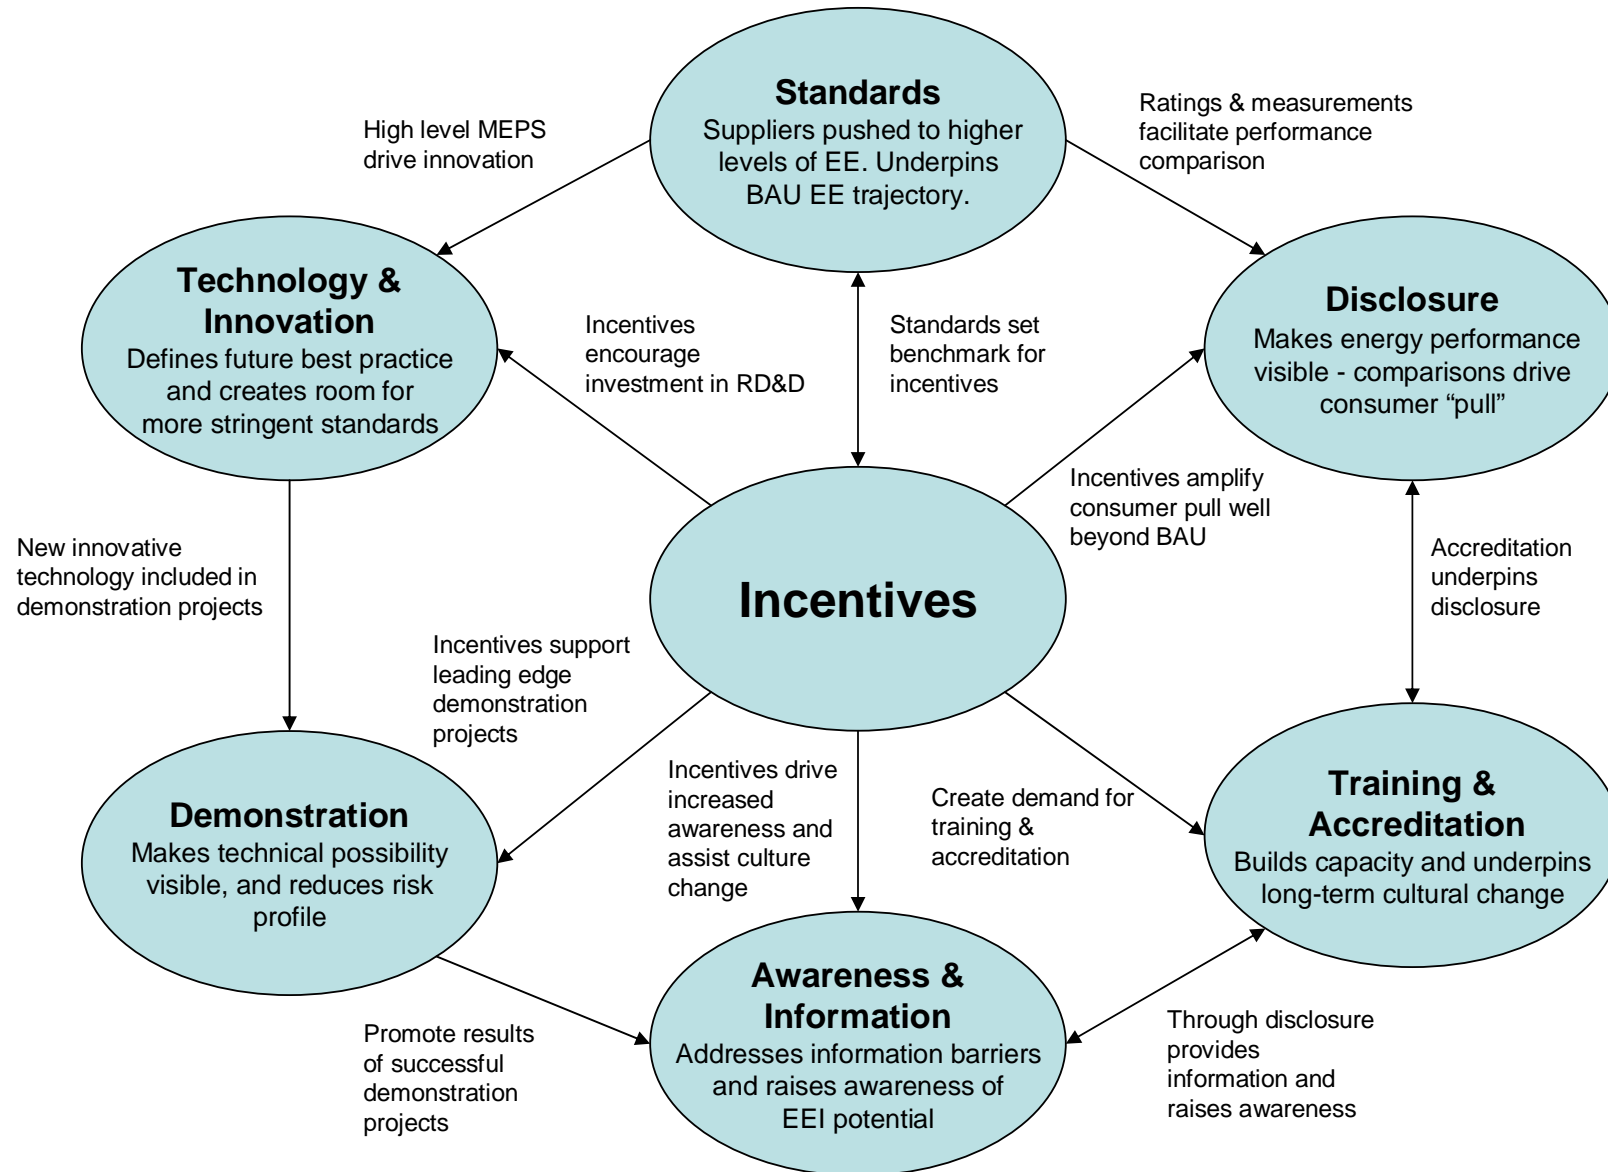 Standards
Suppliers pushed to higher
levels of EE. Underpins
BAU EE trajectory.
High level MEPS
drive innovation
Ratings & measurements
facilitate performance
comparison
Technology &
Innovation
Defines future best practice
and creates room for
more stringent standards
Incentives
encourage
investment in RD&D
Standards set
benchmark for
incentives
Disclosure
Makes energy performance
visible - comparisons drive
consumer “pull”
New innovative
technology included in
demonstration projects
Incentives
Incentives amplify
consumer pull well
beyond BAU
Accreditation
underpins
disclosure
Incentives support
leading edge
demonstration
projects
Incentives drive
increased
awareness and
assist culture
change
Create demand for
training &
accreditation
Demonstration
Makes technical possibility
visible, and reduces risk
profile
Training &
Accreditation
Builds capacity and underpins
long-term cultural change
Promote results
of successful
demonstration
projects
Awareness &
Information
Addresses information barriers
and raises awareness of
EEI potential
Through disclosure
provides
information and
raises awareness